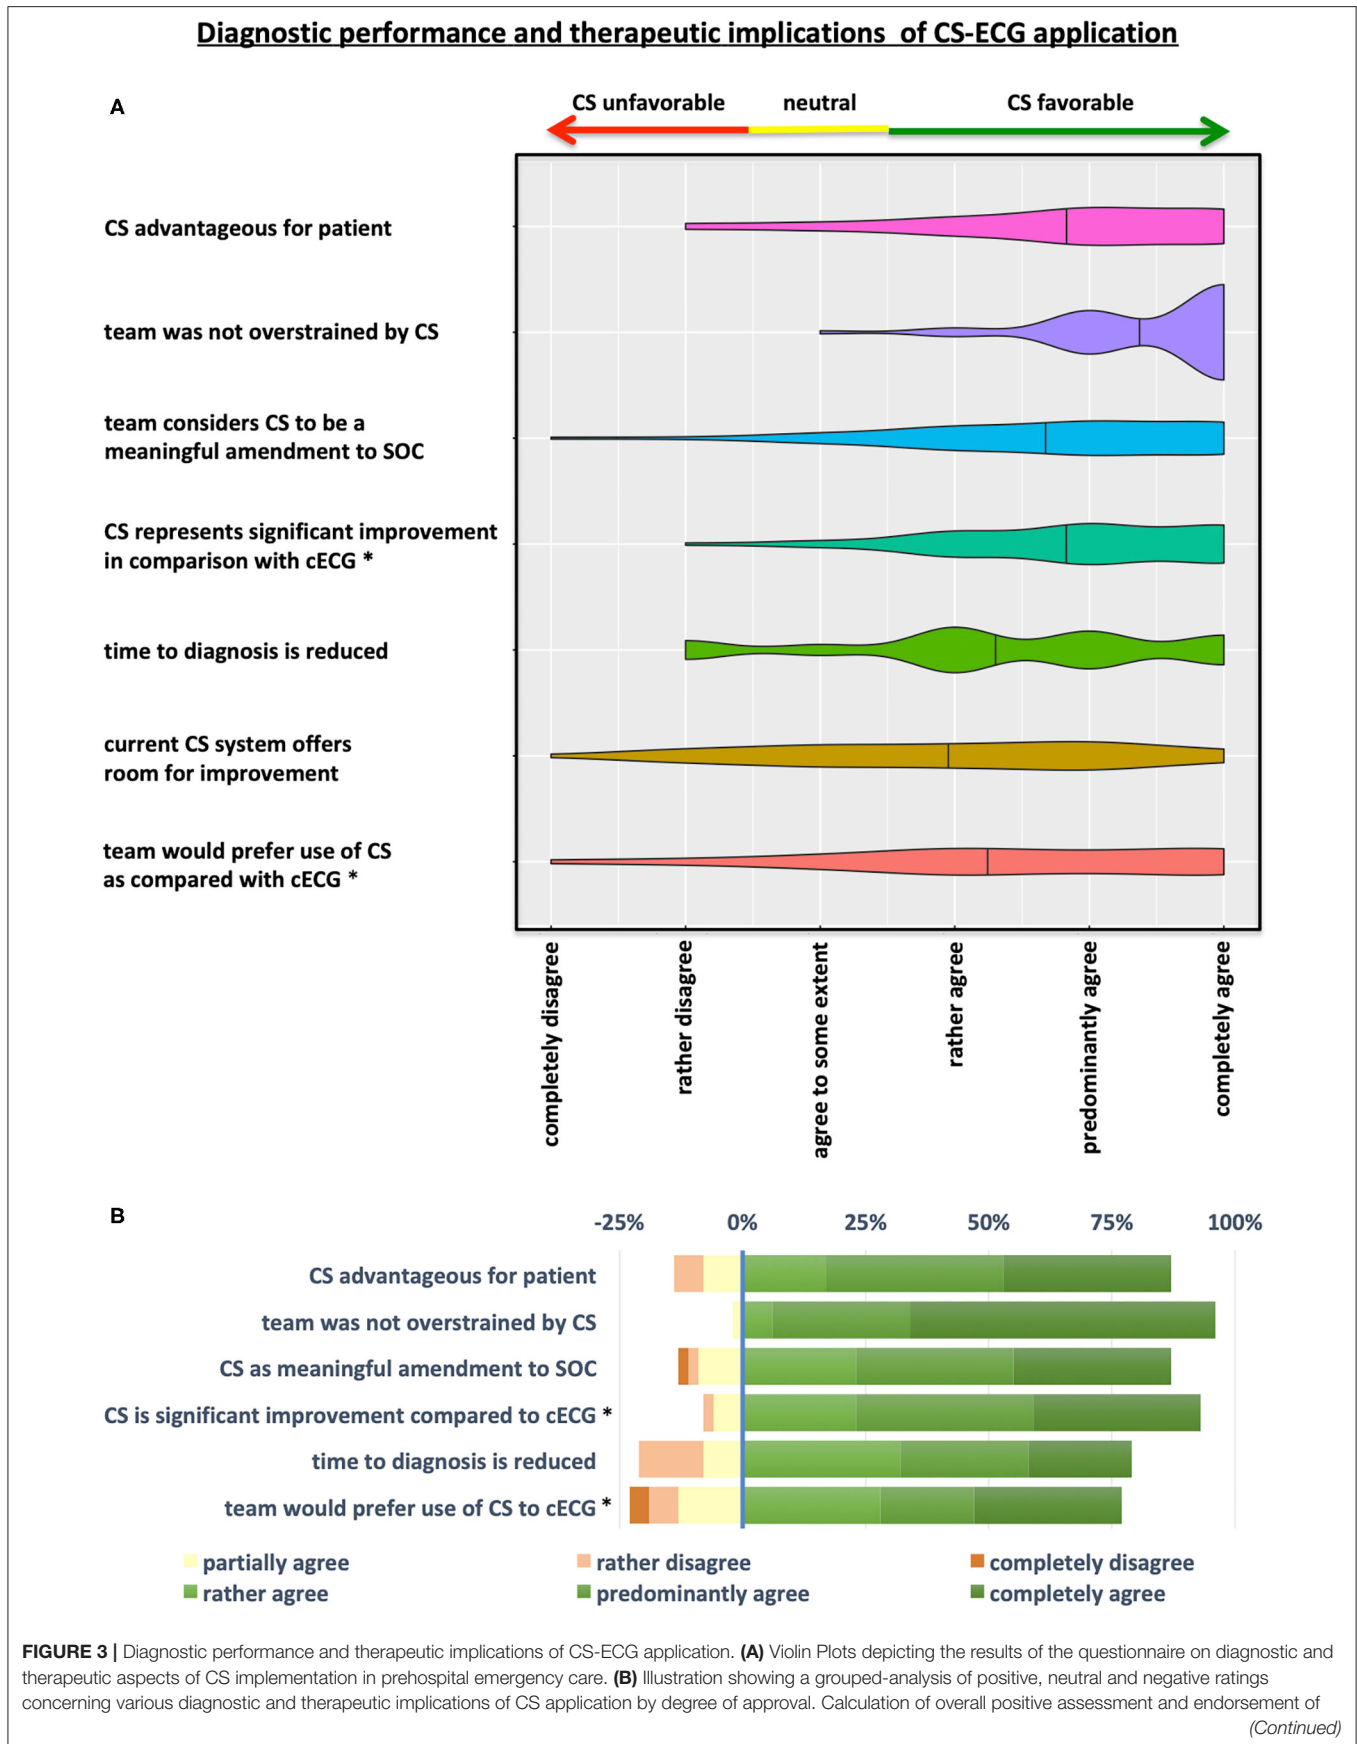 Diagnostic performance and therapeutic implications of CS-ECG application
A
CS unfavorable neutral CS favorable
CS advantageous for patient
team was not overstrained by CS
team considers CS to be a
meaningful amendment to SOC
CS represents significant improvement
in comparison with cECG *
time to diagnosis is reduced
current CS system offers
room for improvement
team would prefer use of CS
as compared with cECG *
completely disagree
rather disagree
agree to some extent
rather agree
predominantly agree
completely agree
B
-25% 0% 25% 50% 75% 100%
CS advantageous for patient
team was not overstrained by CS
CS as meaningful amendment to SOC
CS is significant improvement compared to cECG *
time to diagnosis is reduced
team would prefer use of CS to cECG *
partially agree rather disagree completely disagree
rather agree predominantly agree completely agree
FIGURE 3 | Diagnostic performance and therapeutic implications of CS-ECG application. (A) Violin Plots depicting the results of the questionnaire on diagnostic and
therapeutic aspects of CS implementation in prehospital emergency care. (B) Illustration showing a grouped-analysis of positive, neutral and negative ratings
concerning various diagnostic and therapeutic implications of CS application by degree of approval. Calculation of overall positive assessment and endorsement of
(Continued)